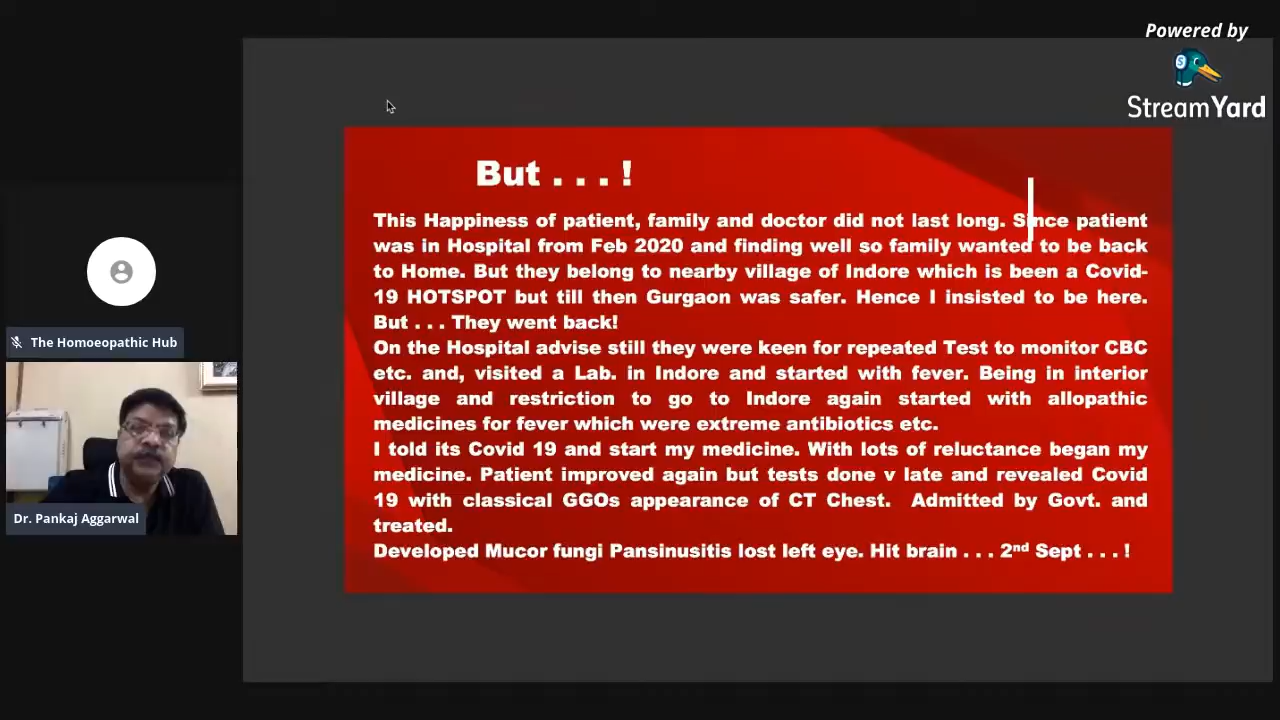 Powered by
StreamYard
But . . . !
This Happiness of patient, family and doctor did not last long. Since patient
was in Hospital from Feb 2020 and finding well so family wanted to be back
to Home. But they belong to nearby village of Indore which is been a Covid-
19 HOTSPOT but till then Gurgaon was safer. Hence I insisted to be here.
But . . . They went back!
On the Hospital advise still they were keen for repeated Test to monitor CBC
etc. and, visited a Lab. in Indore and started with fever. Being in interior
village and restriction to go to Indore again started with allopathic
medicines for fever which were extreme antibiotics etc.
I told its Covid 19 and start my medicine. With lots of reluctance began my
medicine. Patient improved again but tests done v late and revealed Covid
19 with classical GGOs appearance of CT Chest. Admitted by Govt. and
treated.
Developed Mucor fungi Pansinusitis lost left eye. Hit brain . . . 2nd Sept . . . !
The Homoeopathic Hub
Dr. Pankaj Aggarwal